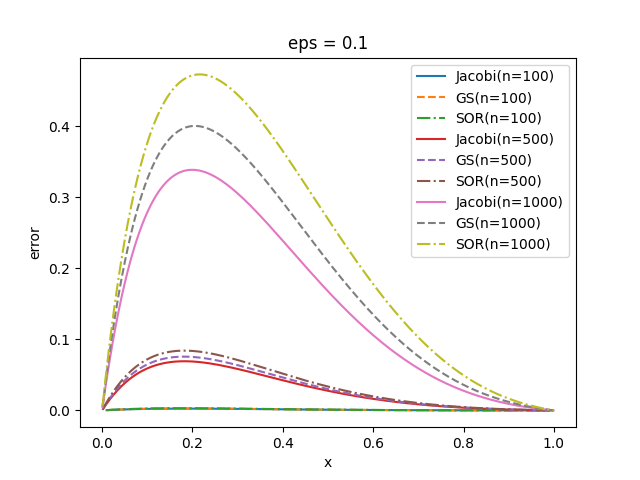 eps = 0.1
Jacobi(n=100)
GS(n=100)
SOR(n=100)
Jacobi(n=500)
GS(n=500)
SOR(n=500)
Jacobi(n=1000)
GS(n=1000)
SOR(n=1000)
error
0.4
0.3
0.2
0.1
0.0
0.0 0.2 0.4 0.6 0.8 1.0
x